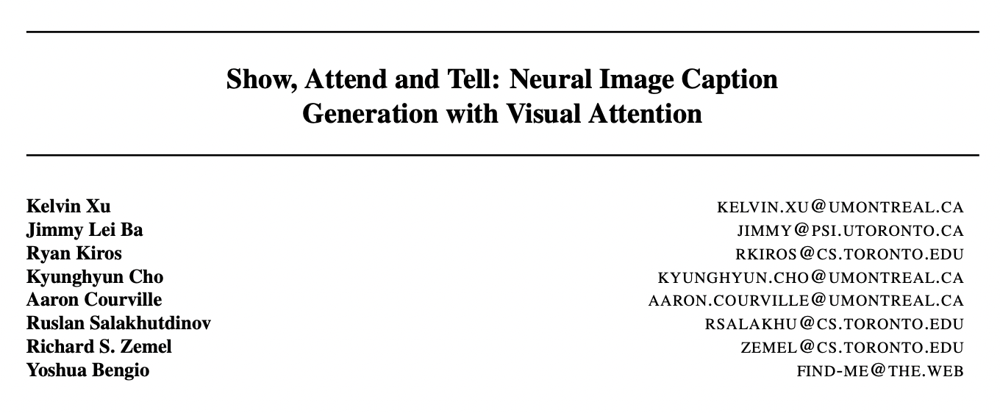 Show, Attend and Tell: Neural Image Caption
Generation with Visual Attention
Kelvin Xu KELVIN.XU@UMONTREAL.CA
Jimmy Lei Ba JIMMY@PSI.UTORONTO.CA
Ryan Kiros RKIROS@CS.TORONTO.EDU
Kyunghyun Cho KYUNGHYUN.CHO@UMONTREAL.CA
Aaron Courville AARON.COURVILLE@UMONTREAL.CA
Ruslan Salakhutdinov RSALAKHU@CS.TORONTO.EDU
Richard S. Zemel ZEMEL@CS.TORONTO.EDU
Yoshua Bengio FIND-ME@THE.WEB